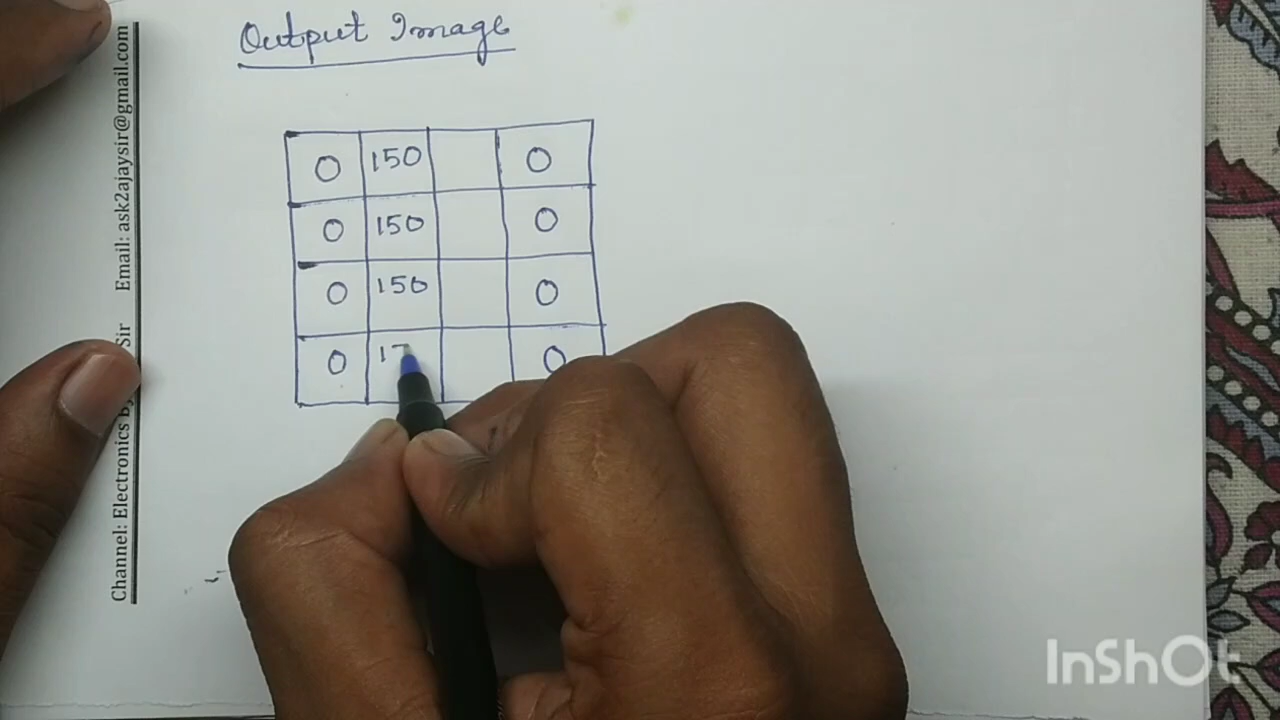 Output Image
0 150 0
0 150 0
0 150 0
0 1 0
Channel: Electronics Sir Email: ask2ajaysir@gmail.com
InShOt